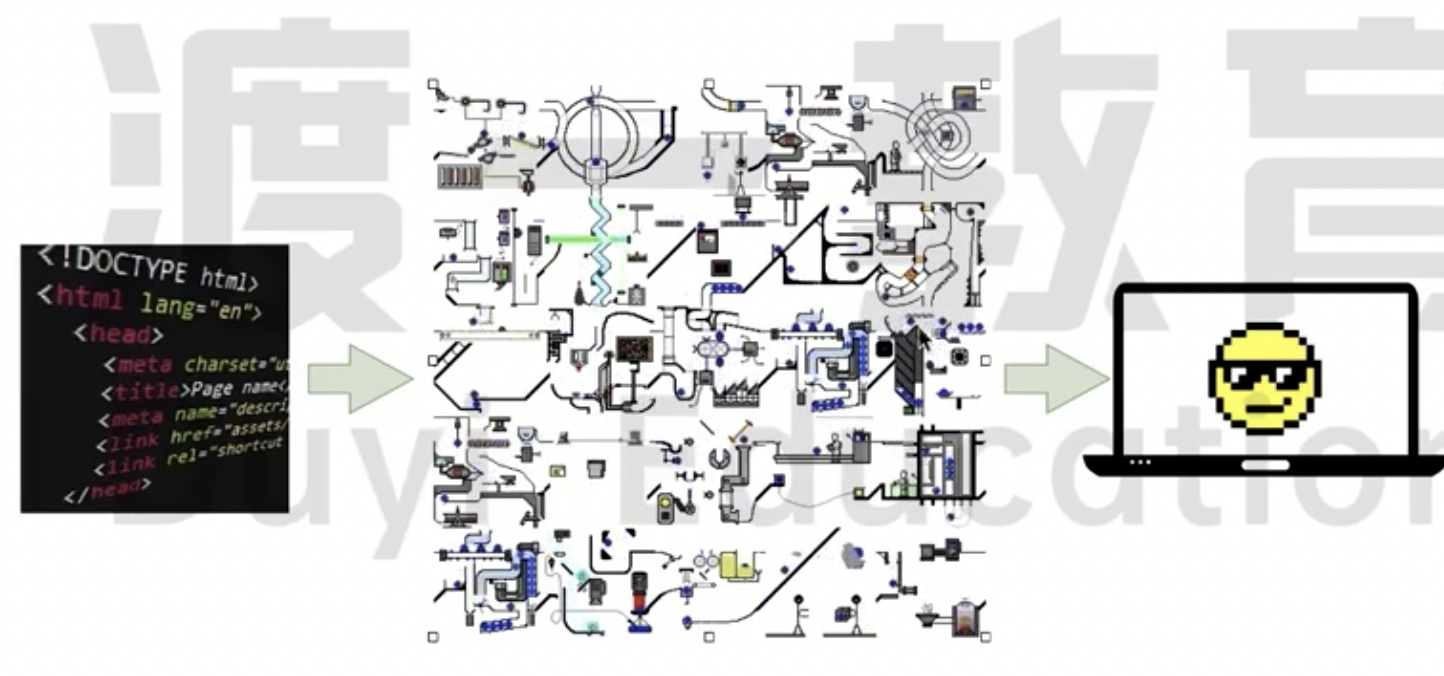 渡 教育
Duyi Education
<!DOCTYPE html>
<html lang="en">
<head>
<meta charset="u
<title>Page name</
<meta name="descri
<link href="assets/
<link rel="shortcut
</head>